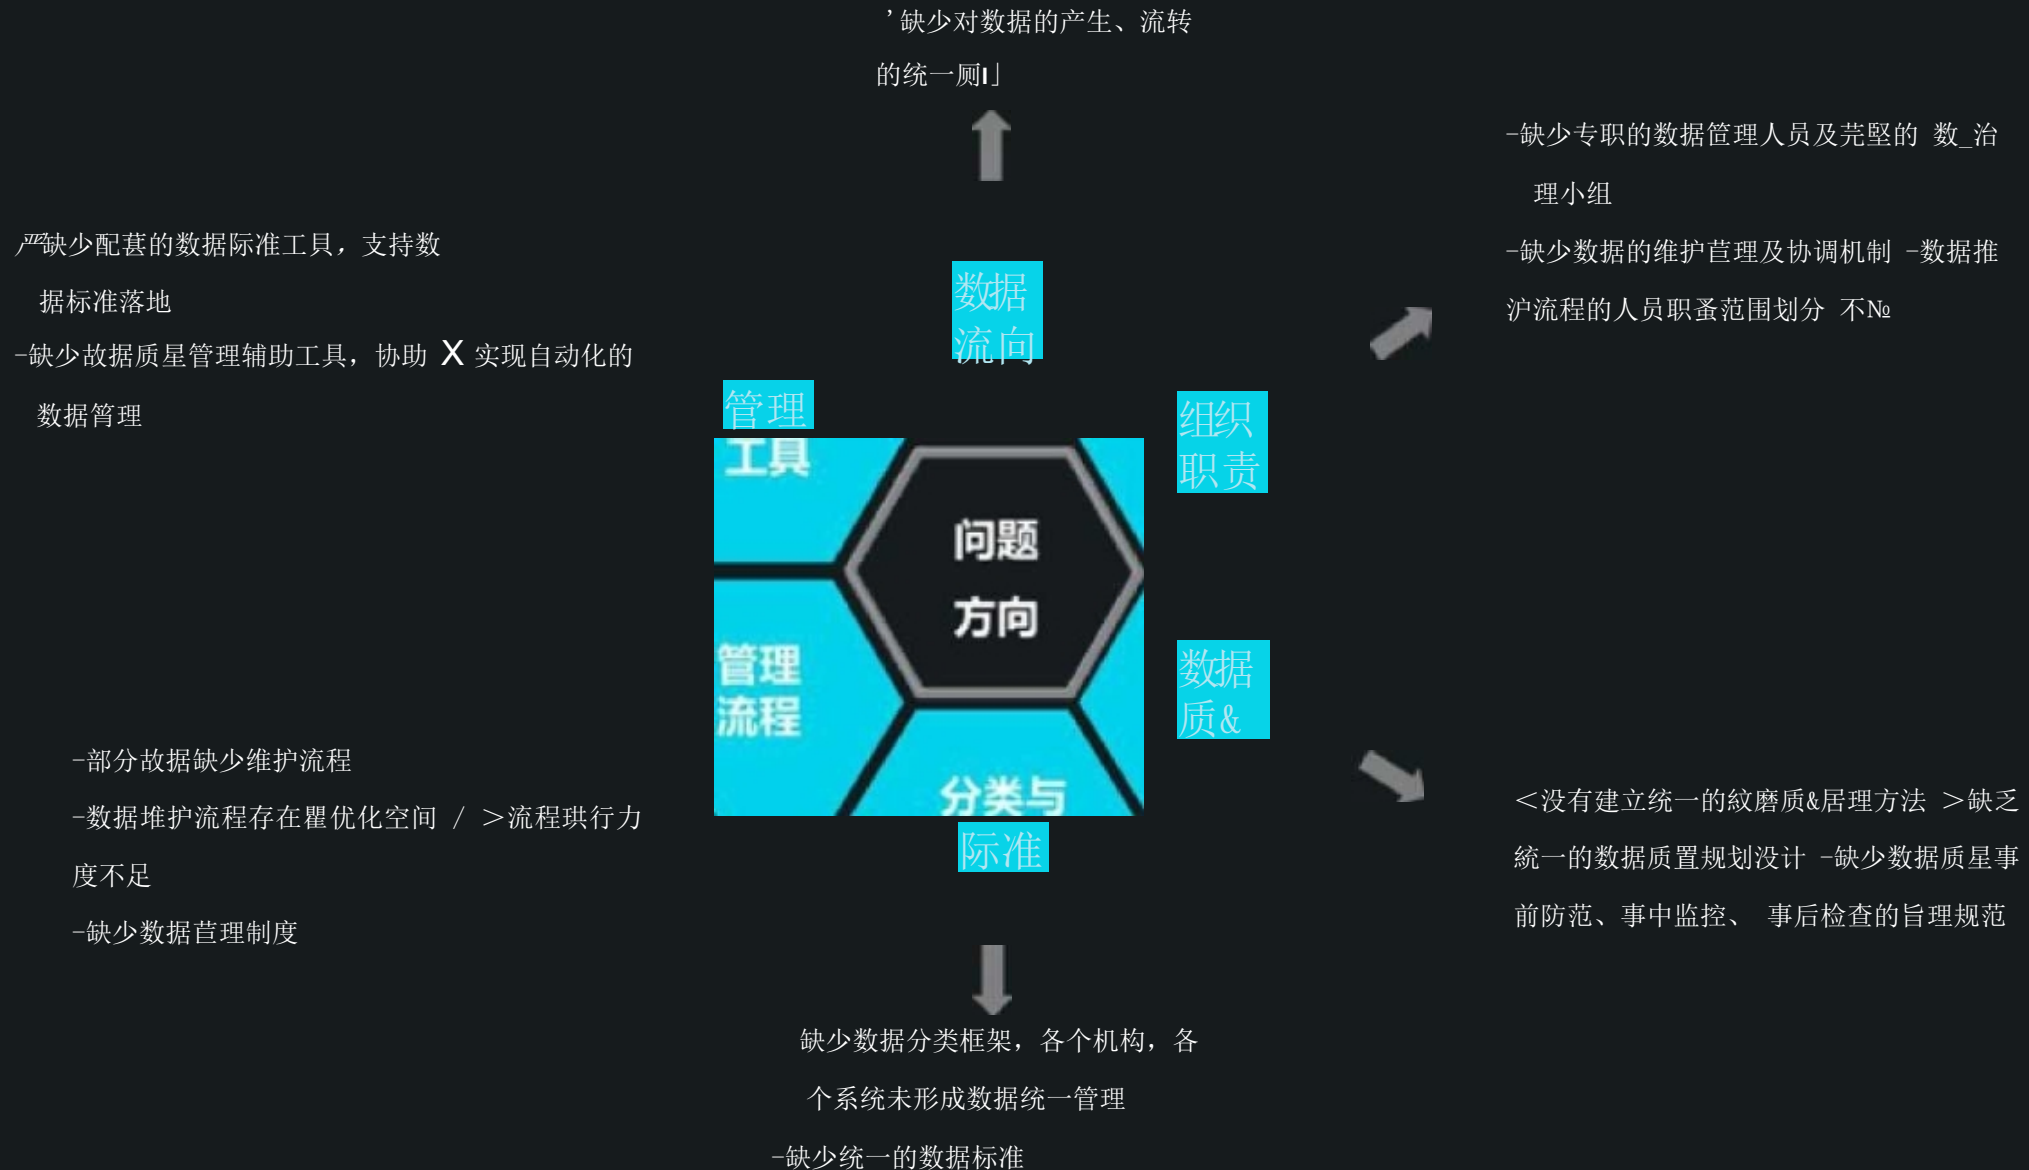 ’缺少对数据的产生、流转
的统一厕ı」
-缺少专职的数据笸理人员及芫堅的 数_治
理小组
-缺少数据的维护苣理及协调机制 -数据推
沪流程的人员职蚤范围划分 不№
严缺少配葚的数据际准工貝，支持数
据标准落地
-缺少故据质星管理辅助工具，协助 X 实现自动化的
数据筲理
数据
流向
管理
工具
组织
职责
问题
方向
管理
流程
数据
质&
分类与
际准
-部分故据缺少维护流程
-数据堆护流程存在瞿优化空间 / >流程珙行力
度不足
-缺少数据苣理制度
<没有建立统一的紋磨质&居理方法 >缺乏
統一的数据质置规划没计 -缺少数据质星事
前防范、事中监控、 事后检查的旨理规范
缺少数据分类框架，各个机构，各
个系统未形成数据统一管理
-缺少统一的数据标准